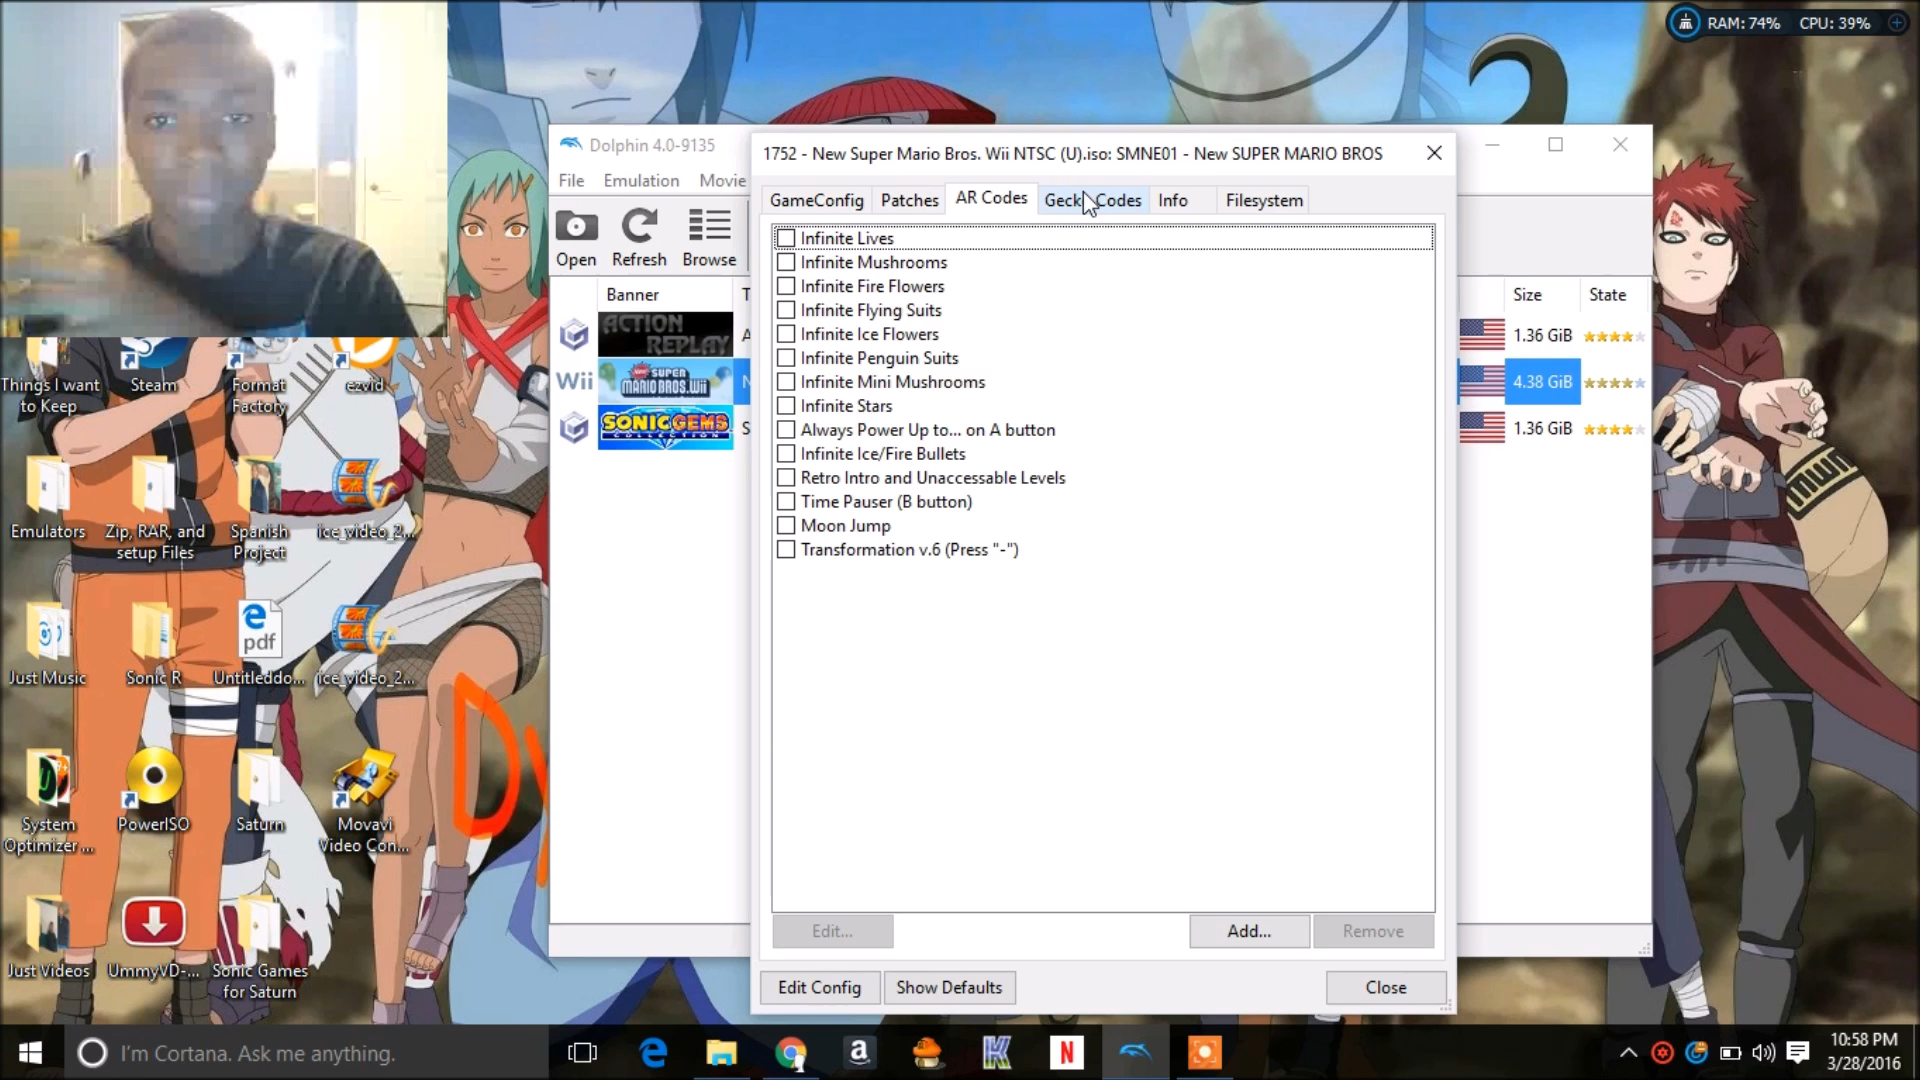 RAM: 74% CPU: 39%
Dolphin 4.0-9135
File Emulation Movie
Open Refresh Browse
Banner T Size State
ACTION REPLAY A 1.36 GiB
Wii New SUPER MARIO BROS. Wii N 4.38 GiB
SONIC GEMS COLLECTION S 1.36 GiB
1752 - New Super Mario Bros. Wii NTSC (U).iso: SMNE01 - New SUPER MARIO BROS
GameConfig Patches AR Codes Geck Codes Info Filesystem
Infinite Lives
Infinite Mushrooms
Infinite Fire Flowers
Infinite Flying Suits
Infinite Ice Flowers
Infinite Penguin Suits
Infinite Mini Mushrooms
Infinite Stars
Always Power Up to... on A button
Infinite Ice/Fire Bullets
Retro Intro and Unaccessable Levels
Time Pauser (B button)
Moon Jump
Transformation v.6 (Press "-")
Edit... Add... Remove
Edit Config Show Defaults Close
Things I want to Keep
Steam
Format Factory
ezvid
Emulators
Zip, RAR, and setup Files
Spanish Project
ice_video_2...
Just Music
Sonic R
pdf
Untitleddo...
ice_video_2...
System Optimizer ...
PowerISO
Saturn
Movavi Video Con...
Just Videos
UmmyVD-...
Sonic Games for Saturn
I'm Cortana. Ask me anything.
10:58 PM
3/28/2016